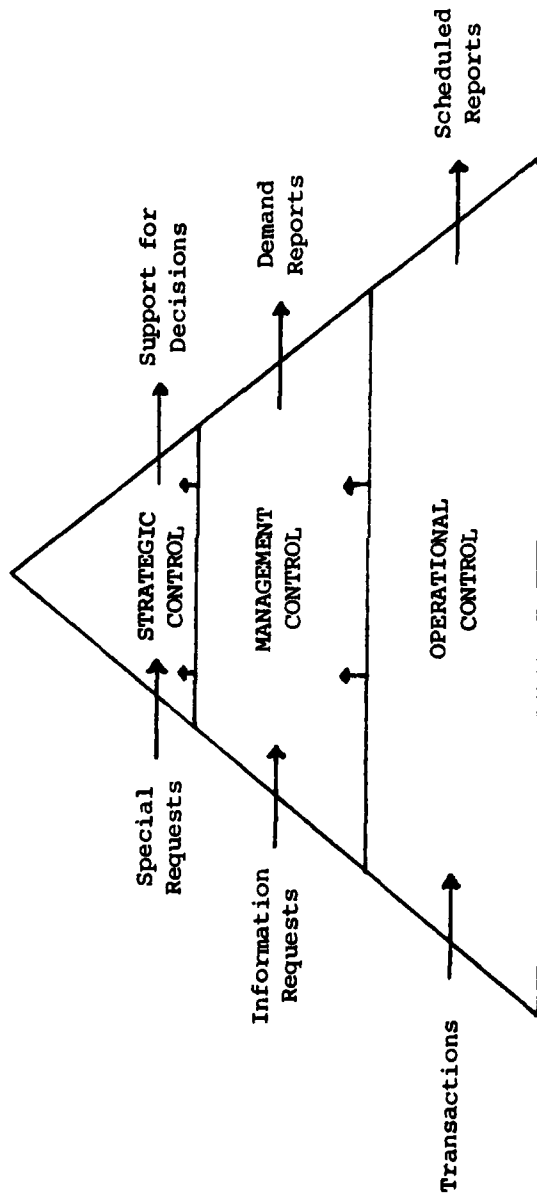 Special
Requests
STRATEGIC
CONTROL
Support for
Decisions
Information
Requests
MANAGEMENT
CONTROL
Demand
Reports
Transactions
OPERATIONAL
CONTROL
Scheduled
Reports